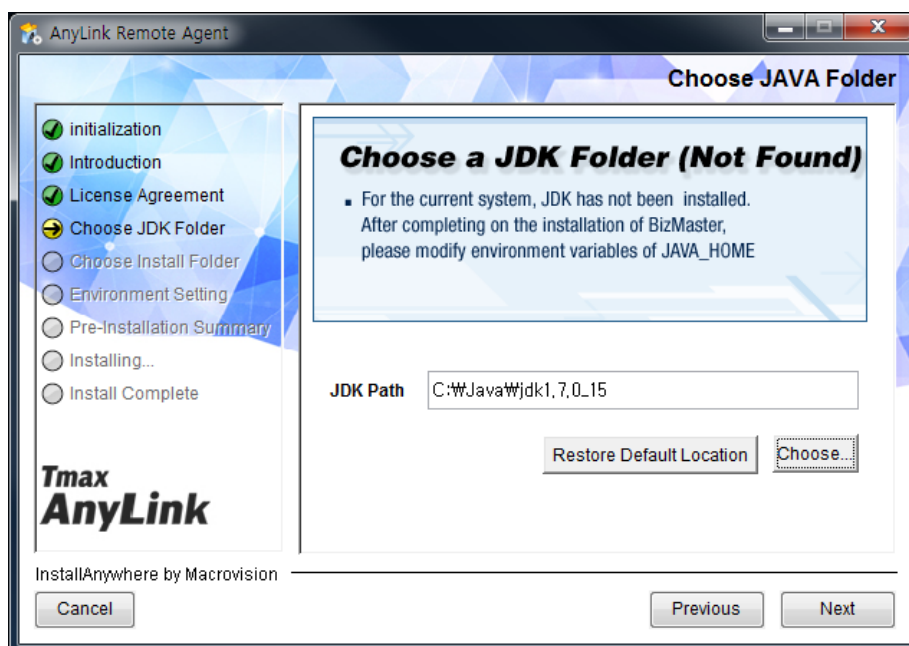 AnyLink Remote Agent
Choose JAVA Folder
initialization
Introduction
License Agreement
Choose JDK Folder
Choose Install Folder
Environment Setting
Pre-Installation Summary
Installing...
Install Complete
Tmax
AnyLink
Choose a JDK Folder (Not Found)
▪ For the current system, JDK has not been installed.
After completing on the installation of BizMaster,
please modify environment variables of JAVA_HOME
JDK Path C:₩Java₩jdk1,7,0_15
Restore Default Location Choose...
InstallAnywhere by Macrovision
Cancel Previous Next